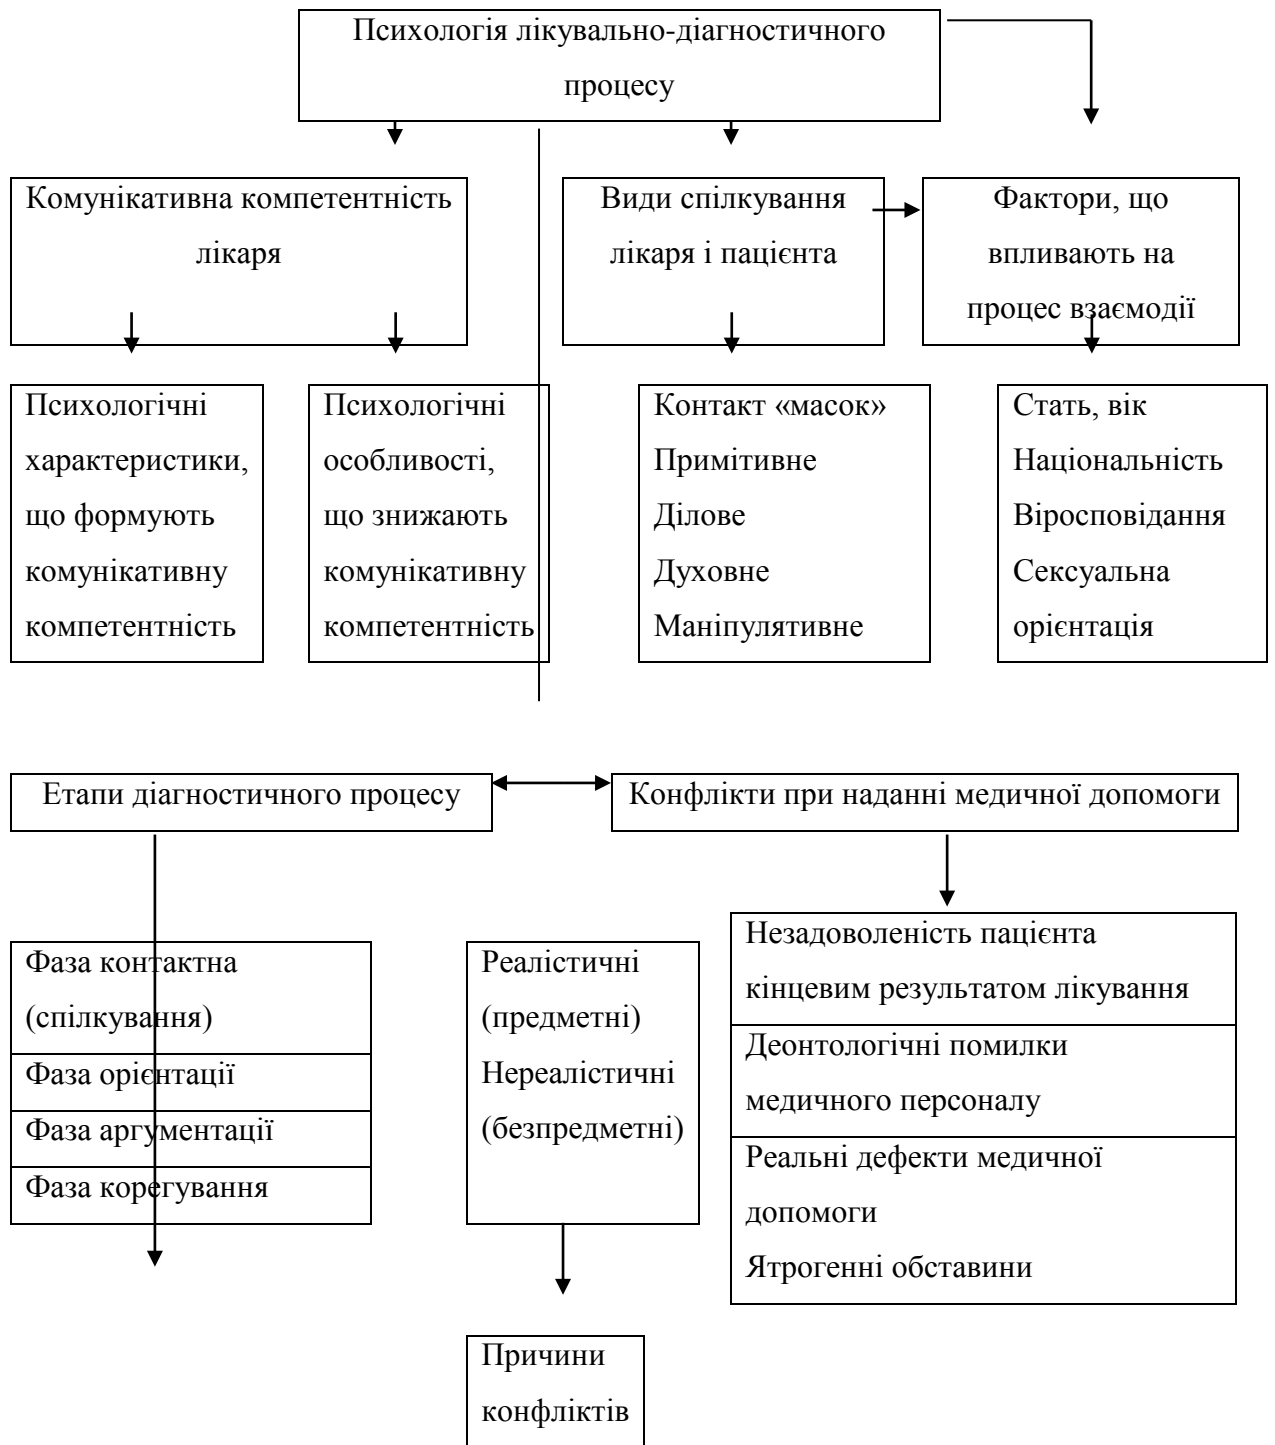 Психологія лікувально-діагностичного
процесу
Комунікативна компетентність
лікаря
Види спілкування
лікаря і пацієнта
Фактори, що
впливають на
процес взаємодії
Психологічні
характеристики,
що формують
комунікативну
компетентність
Психологічні
особливості,
що знижають
комунікативну
компетентність
Контакт «масок»
Примітивне
Ділове
Духовне
Маніпулятивне
Стать, вік
Національність
Віросповідання
Сексуальна
орієнтація
Етапи діагностичного процесу
Конфлікти при наданні медичної допомоги
Фаза контактна
(спілкування)
Фаза орієнтації
Фаза аргументації
Фаза корегування
Реалістичні
(предметні)
Нереалістичні
(безпредметні)
Незадоволеність пацієнта
кінцевим результатом лікування
Деонтологічні помилки
медичного персоналу
Реальні дефекти медичної
допомоги
Ятрогенні обставини
Причини
конфліктів